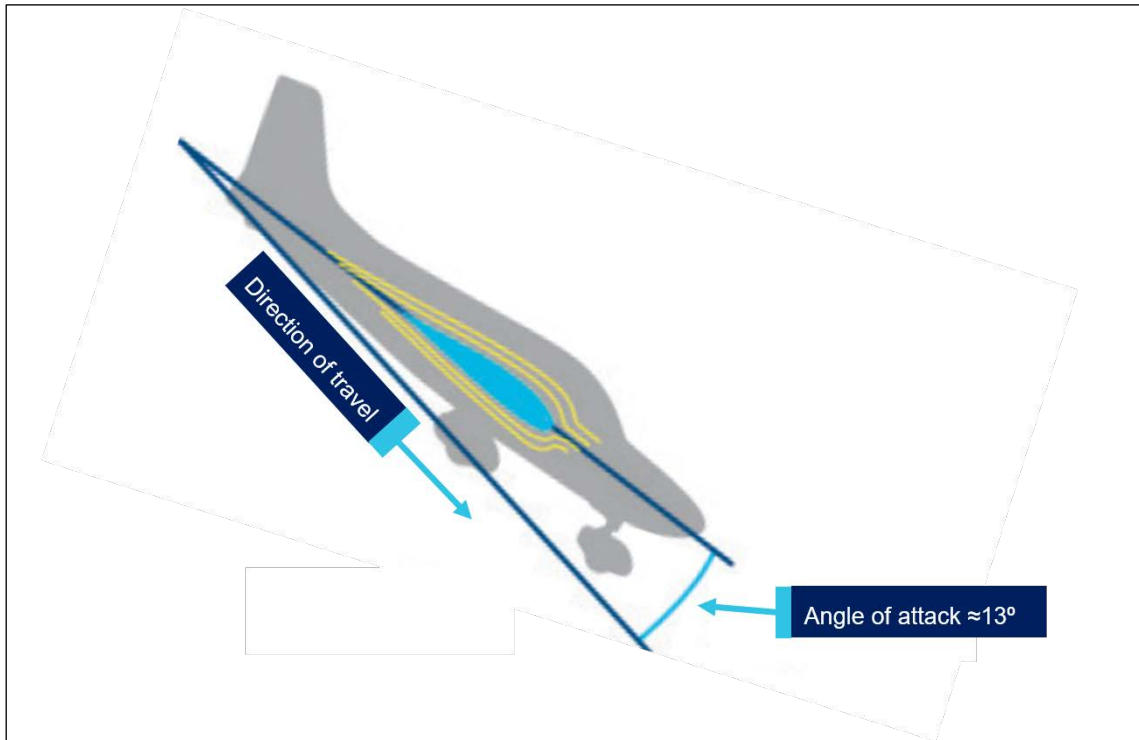 Direction of travel
Angle of attack ≈13º